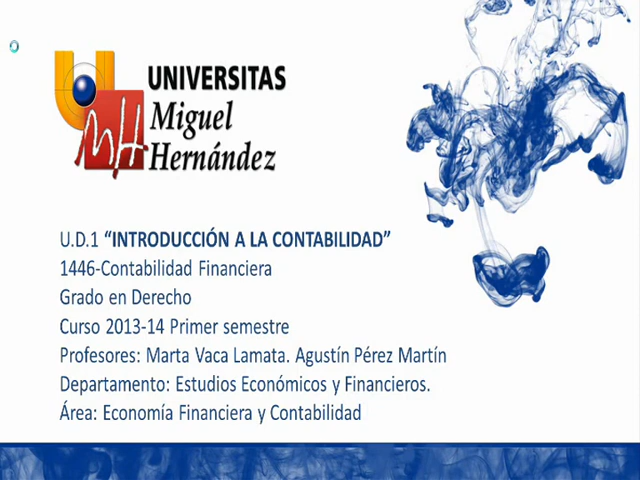 UNIVERSITAS
Miguel
Hernández
U.D.1 “INTRODUCCIÓN A LA CONTABILIDAD”
1446-Contabilidad Financiera
Grado en Derecho
Curso 2013-14 Primer semestre
Profesores: Marta Vaca Lamata. Agustín Pérez Martín
Departamento: Estudios Económicos y Financieros.
Área: Economía Financiera y Contabilidad